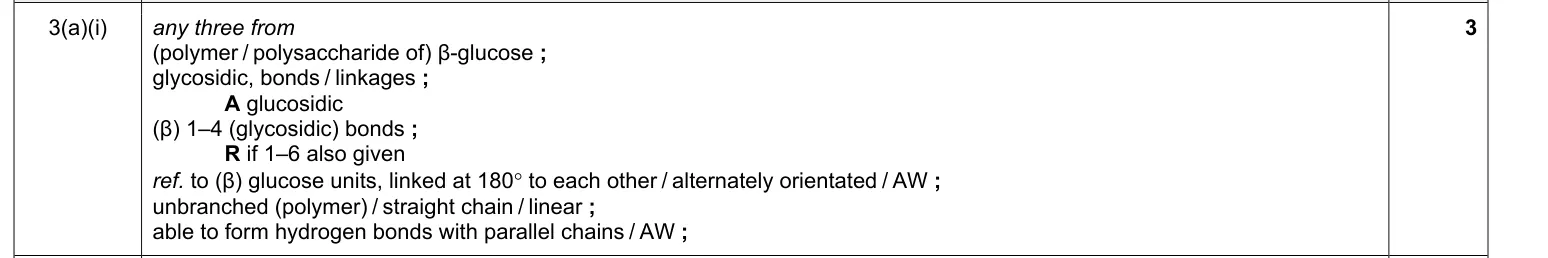 3(a)(i) any three from 3
(polymer / polysaccharide of) β-glucose ;
glycosidic, bonds / linkages ;
A glucosidic
(β) 1–4 (glycosidic) bonds ;
R if 1–6 also given
ref. to (β) glucose units, linked at 180° to each other / alternately orientated / AW ;
unbranched (polymer) / straight chain / linear ;
able to form hydrogen bonds with parallel chains / AW ;